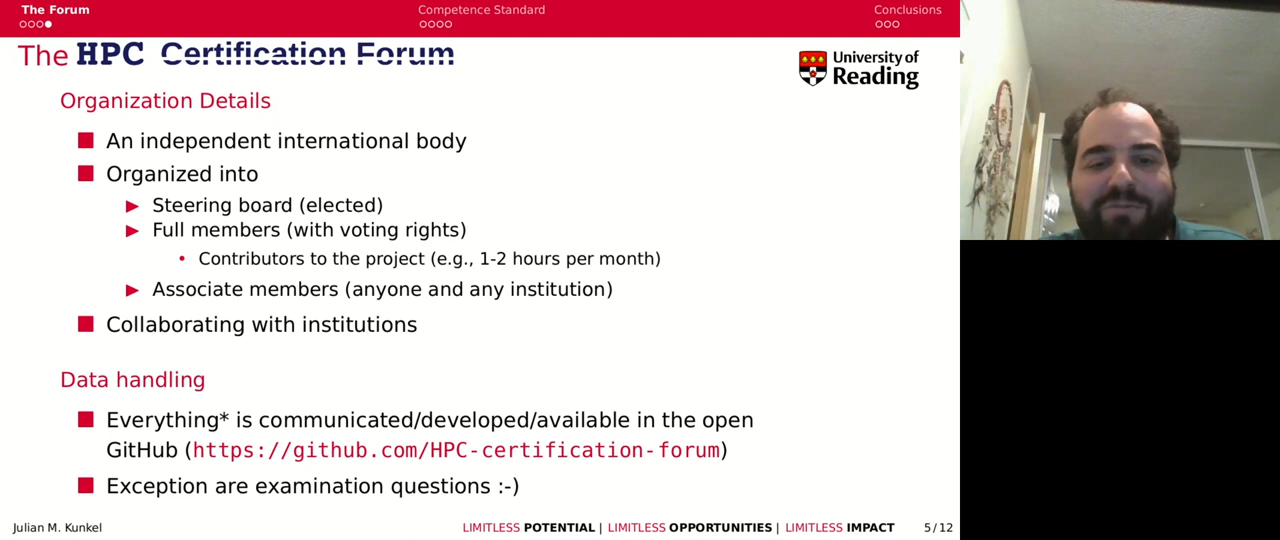 The Forum
Competence Standard
Conclusions
The HPC Certification Forum
University of
Reading
Organization Details
An independent international body
Organized into
Steering board (elected)
Full members (with voting rights)
Contributors to the project (e.g., 1-2 hours per month)
Associate members (anyone and any institution)
Collaborating with institutions
Data handling
Everything* is communicated/developed/available in the open
GitHub (https://github.com/HPC-certification-forum)
Exception are examination questions :-)
Julian M. Kunkel
LIMITLESS POTENTIAL | LIMITLESS OPPORTUNITIES | LIMITLESS IMPACT
5/12